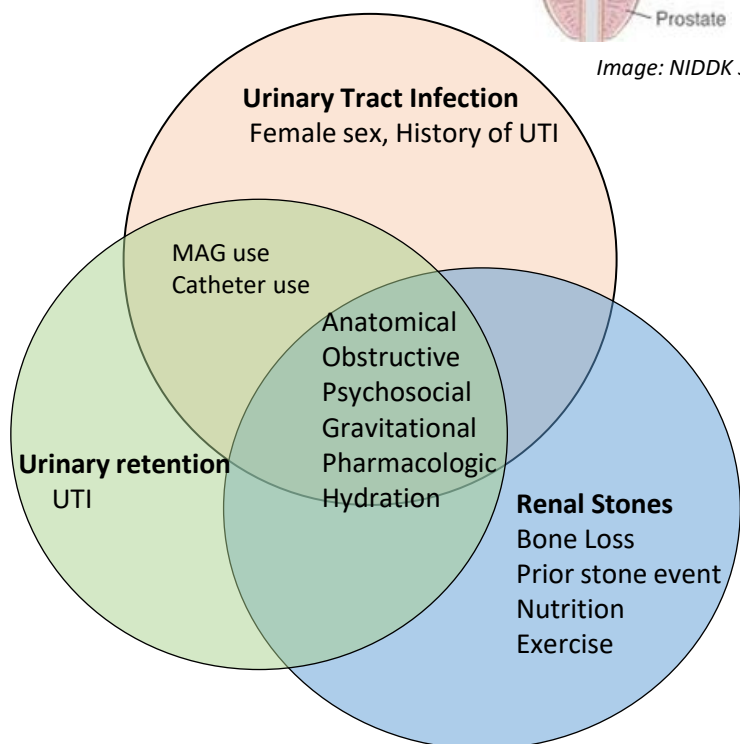 Prostate
Image: NIDDK
Urinary Tract Infection
Female sex, History of UTI
MAG use
Catheter use
Anatomical
Obstructive
Psychosocial
Gravitational
Pharmacologic
Hydration
Urinary retention
UTI
Renal Stones
Bone Loss
Prior stone event
Nutrition
Exercise